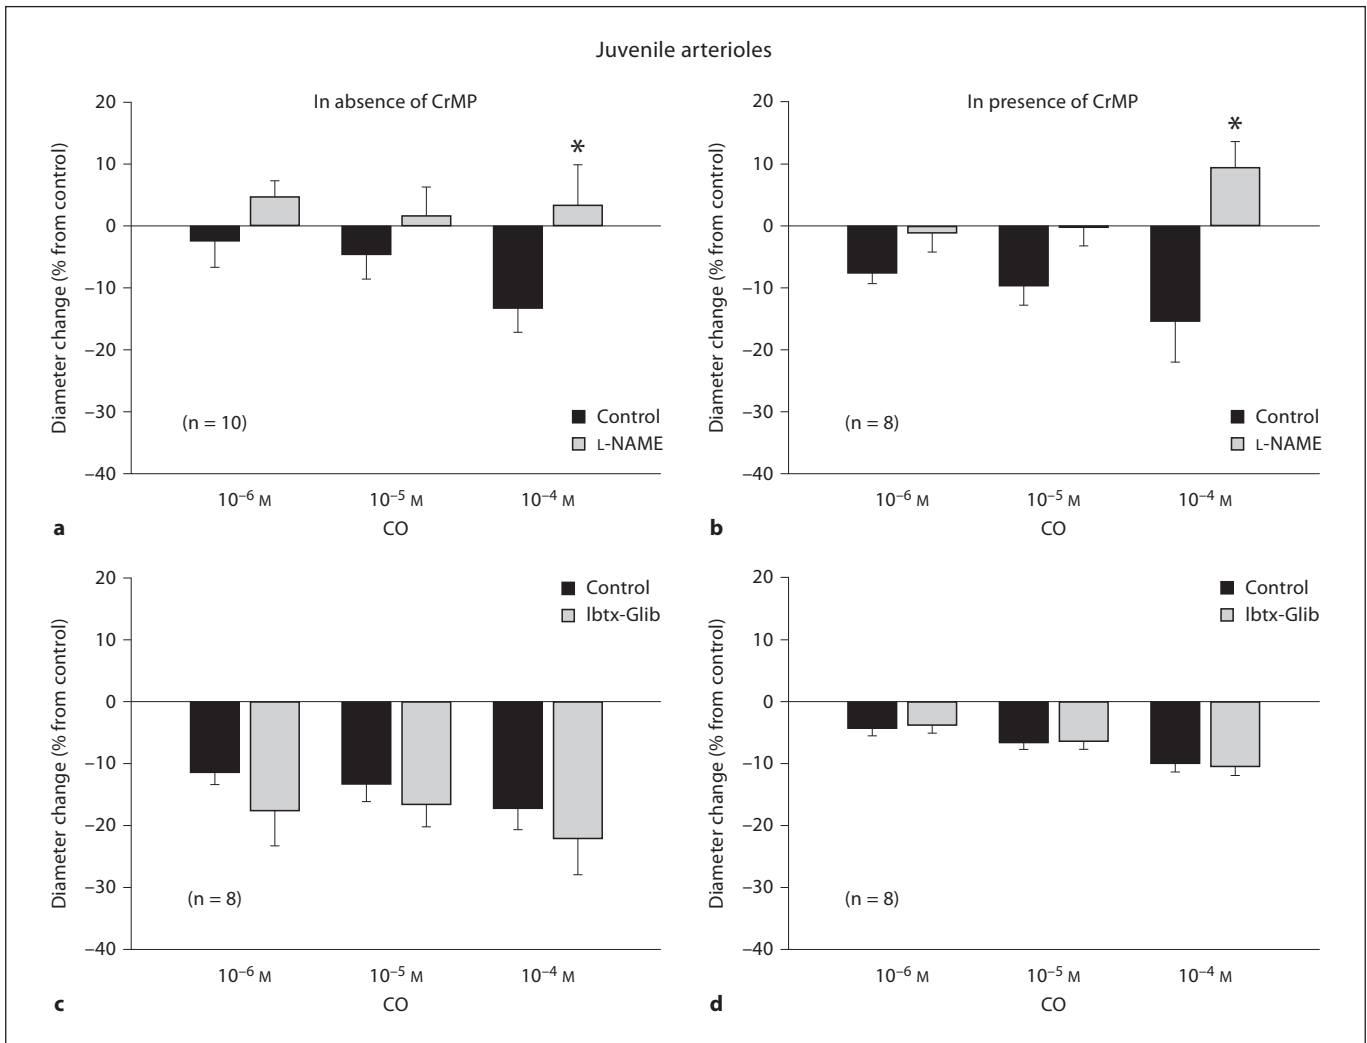 Juvenile arterioles
In absence of CrMP
Diameter change (% from control)
20
10
0
–10
–20
–30
–40
*
(n = 10)
Control
L-NAME
10⁻⁶ M 10⁻⁵ M 10⁻⁴ M
CO
a
In presence of CrMP
Diameter change (% from control)
20
10
0
–10
–20
–30
–40
*
(n = 8)
Control
L-NAME
10⁻⁶ M 10⁻⁵ M 10⁻⁴ M
CO
b
Diameter change (% from control)
20
10
0
–10
–20
–30
–40
Control
lbtx-Glib
(n = 8)
10⁻⁶ M 10⁻⁵ M 10⁻⁴ M
CO
c
Diameter change (% from control)
20
10
0
–10
–20
–30
–40
Control
lbtx-Glib
(n = 8)
10⁻⁶ M 10⁻⁵ M 10⁻⁴ M
CO
d